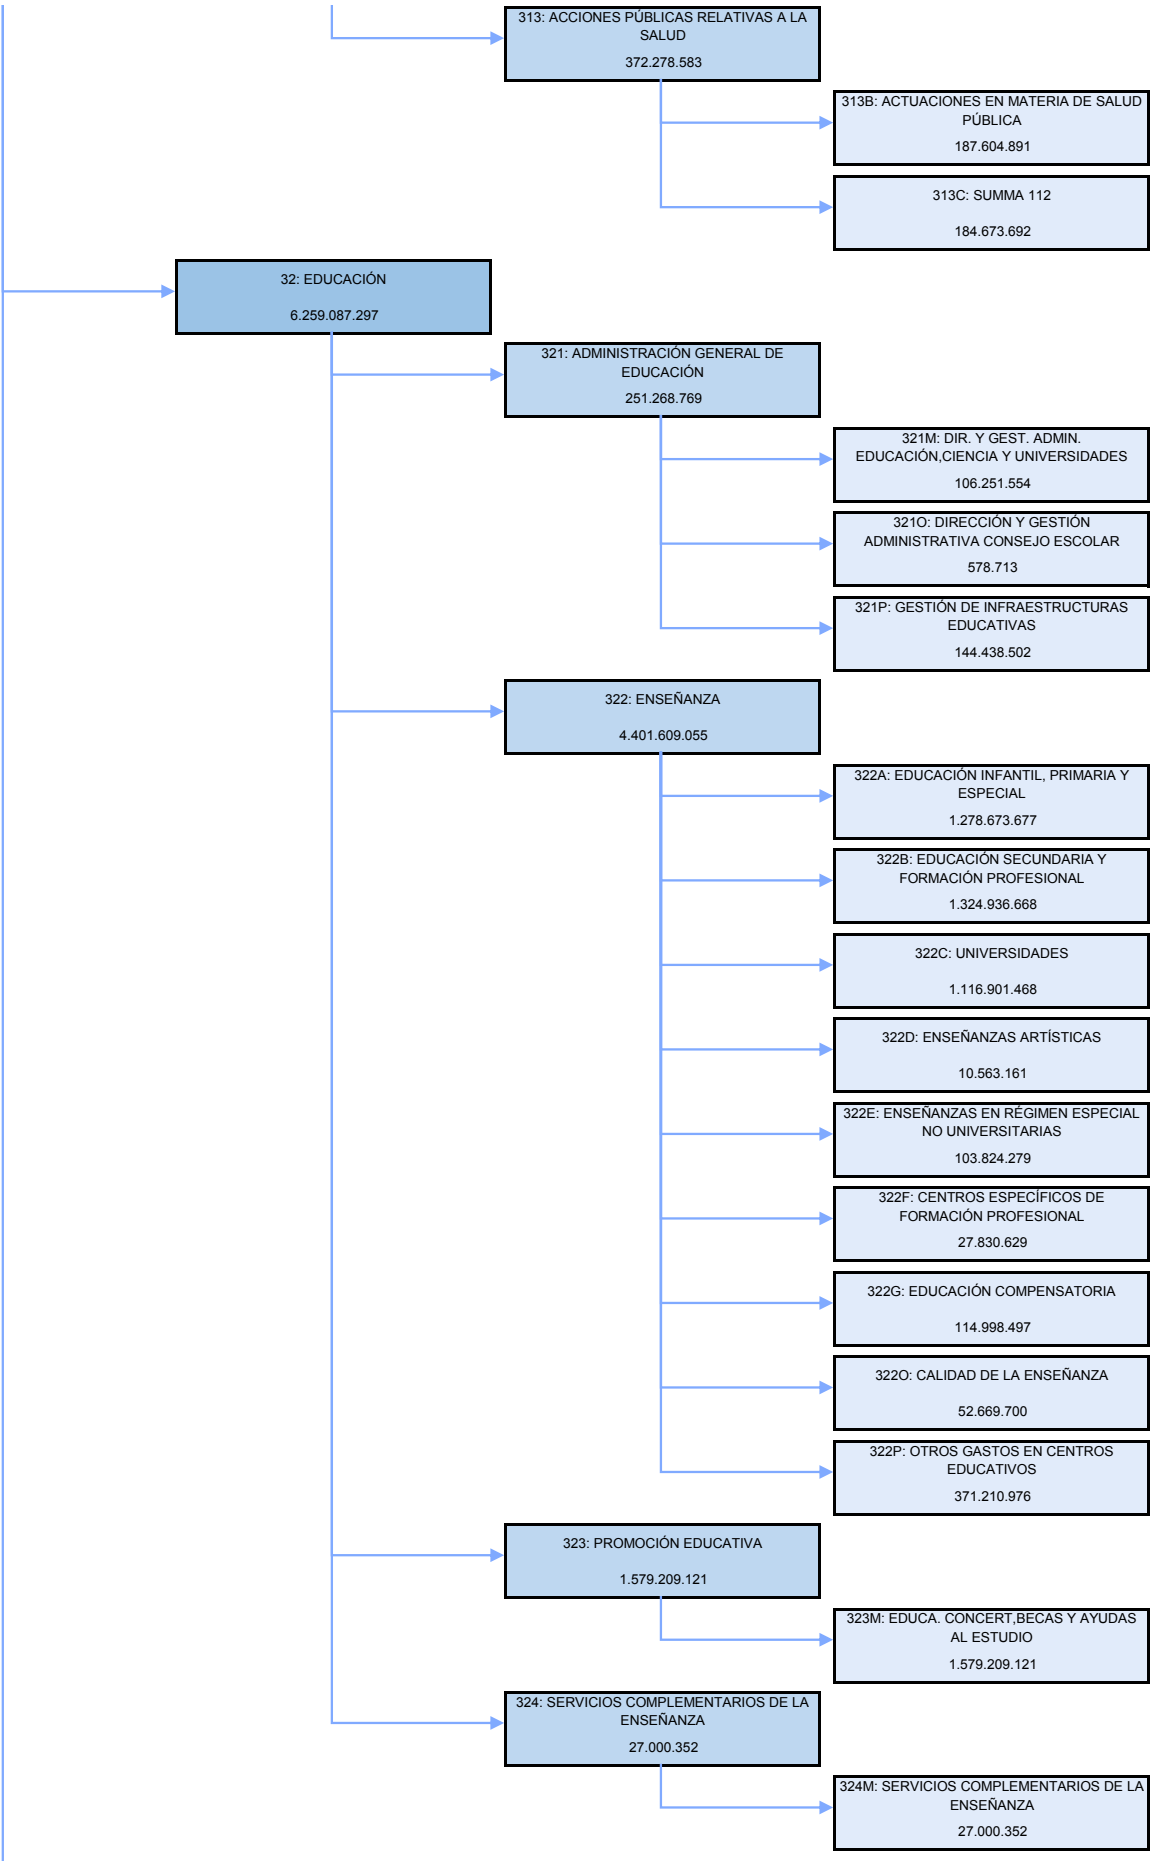 313: ACCIONES PÚBLICAS RELATIVAS A LA
SALUD
372.278.583
313B: ACTUACIONES EN MATERIA DE SALUD
PÚBLICA
187.604.891
313C: SUMMA 112
184.673.692
32: EDUCACIÓN
6.259.087.297
321: ADMINISTRACIÓN GENERAL DE
EDUCACIÓN
251.268.769
321M: DIR. Y GEST. ADMIN.
EDUCACIÓN,CIENCIA Y UNIVERSIDADES
106.251.554
321O: DIRECCIÓN Y GESTIÓN
ADMINISTRATIVA CONSEJO ESCOLAR
578.713
321P: GESTIÓN DE INFRAESTRUCTURAS
EDUCATIVAS
144.438.502
322: ENSEÑANZA
4.401.609.055
322A: EDUCACIÓN INFANTIL, PRIMARIA Y
ESPECIAL
1.278.673.677
322B: EDUCACIÓN SECUNDARIA Y
FORMACIÓN PROFESIONAL
1.324.936.668
322C: UNIVERSIDADES
1.116.901.468
322D: ENSEÑANZAS ARTÍSTICAS
10.563.161
322E: ENSEÑANZAS EN RÉGIMEN ESPECIAL
NO UNIVERSITARIAS
103.824.279
322F: CENTROS ESPECÍFICOS DE
FORMACIÓN PROFESIONAL
27.830.629
322G: EDUCACIÓN COMPENSATORIA
114.998.497
322O: CALIDAD DE LA ENSEÑANZA
52.669.700
322P: OTROS GASTOS EN CENTROS
EDUCATIVOS
371.210.976
323: PROMOCIÓN EDUCATIVA
1.579.209.121
323M: EDUCA. CONCERT,BECAS Y AYUDAS
AL ESTUDIO
1.579.209.121
324: SERVICIOS COMPLEMENTARIOS DE LA
ENSEÑANZA
27.000.352
324M: SERVICIOS COMPLEMENTARIOS DE LA
ENSEÑANZA
27.000.352